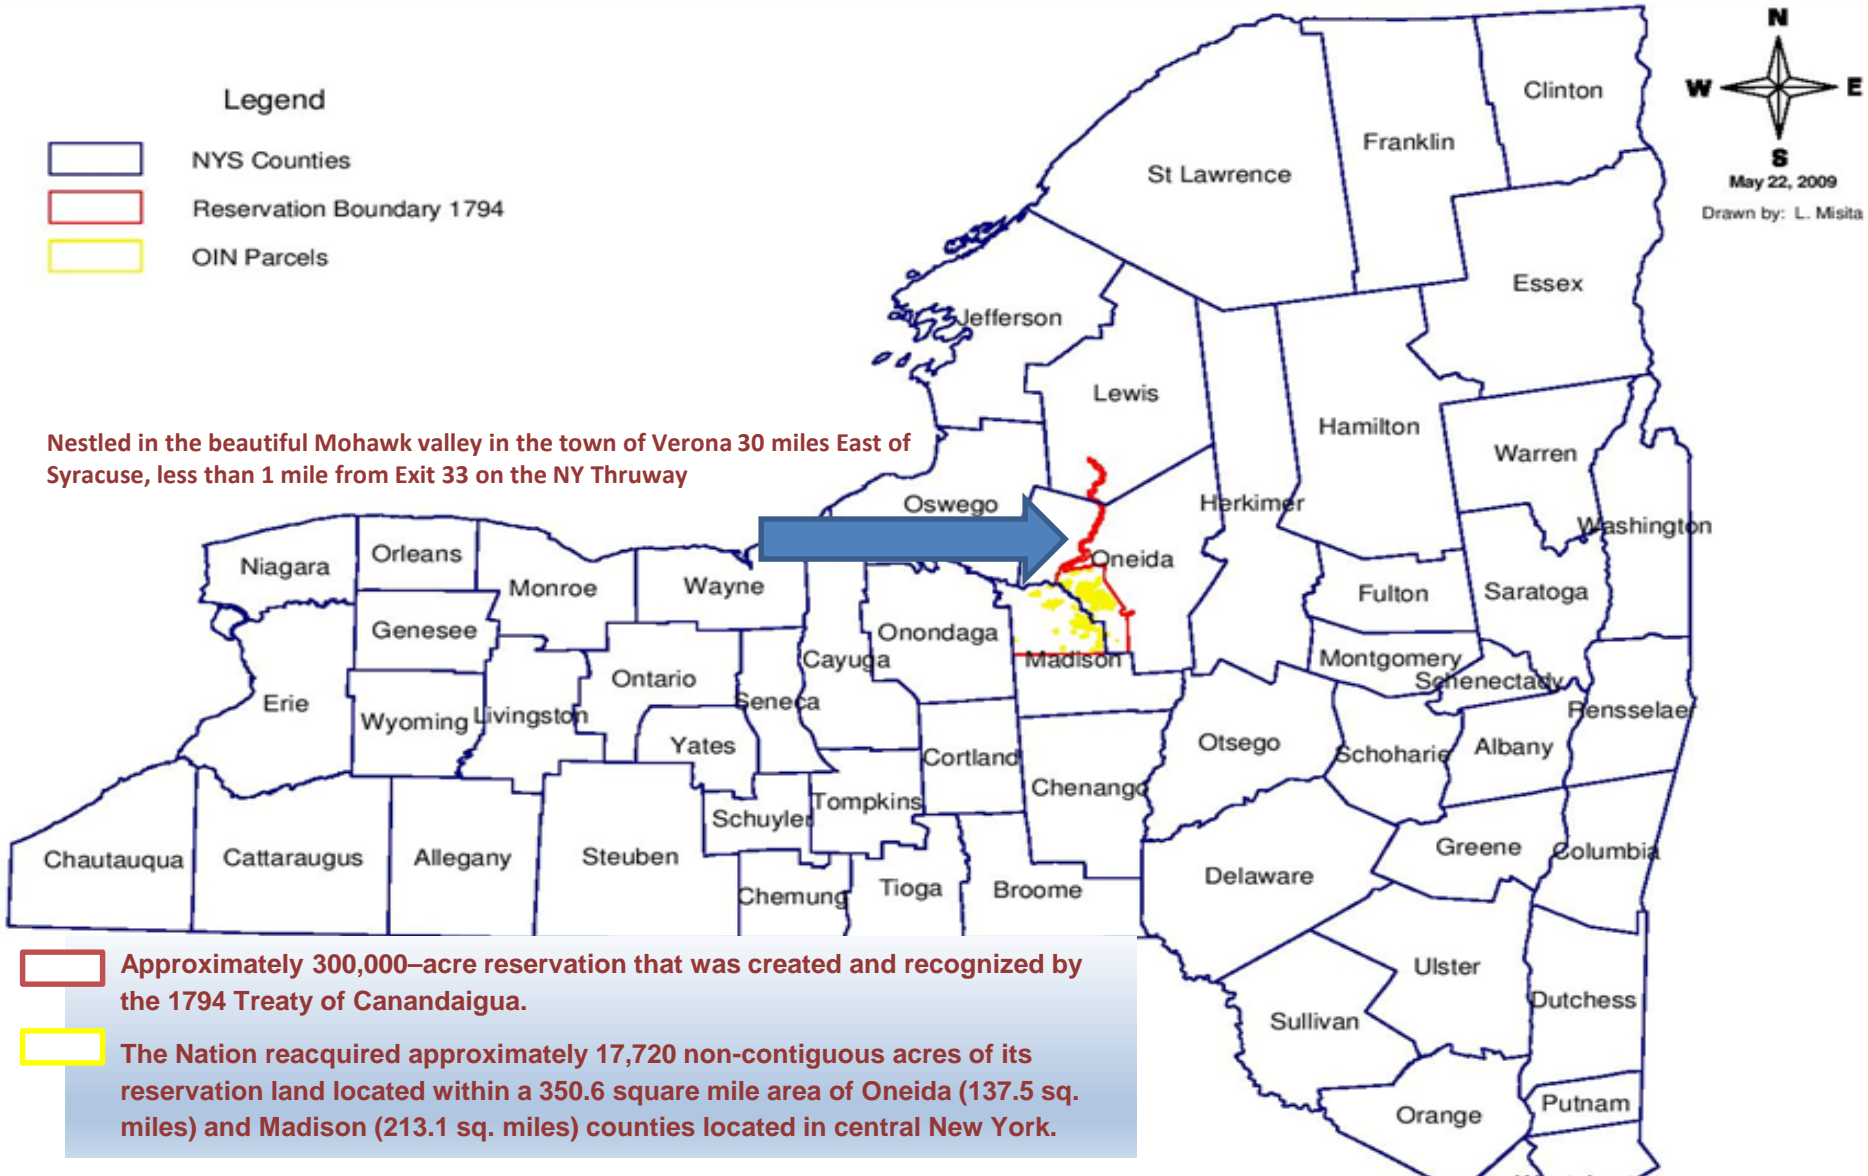 Legend
NYS Counties
Reservation Boundary 1794
OIN Parcels
N
W E
S
May 22, 2009
Drawn by: L. Misita
Nestled in the beautiful Mohawk valley in the town of Verona 30 miles East of
Syracuse, less than 1 mile from Exit 33 on the NY Thruway
Clinton
Franklin
St Lawrence
Essex
Jefferson
Lewis
Hamilton
Warren
Oswego
Herkimer
Washington
Niagara
Orleans
Monroe
Wayne
Oneida
Fulton
Saratoga
Genesee
Onondaga
Cayuga
Madison
Montgomery
Schenectady
Ontario
Seneca
Erie
Wyoming
Livingston
Yates
Cortland
Chenango
Otsego
Schoharie
Albany
Rensselaer
Schuyler
Tompkins
Chautauqua
Cattaraugus
Allegany
Steuben
Chemung
Tioga
Broome
Delaware
Greene
Columbia
Ulster
Sullivan
Dutchess
Orange
Putnam
Approximately 300,000–acre reservation that was created and recognized by
the 1794 Treaty of Canandaigua.
The Nation reacquired approximately 17,720 non-contiguous acres of its
reservation land located within a 350.6 square mile area of Oneida (137.5 sq.
miles) and Madison (213.1 sq. miles) counties located in central New York.